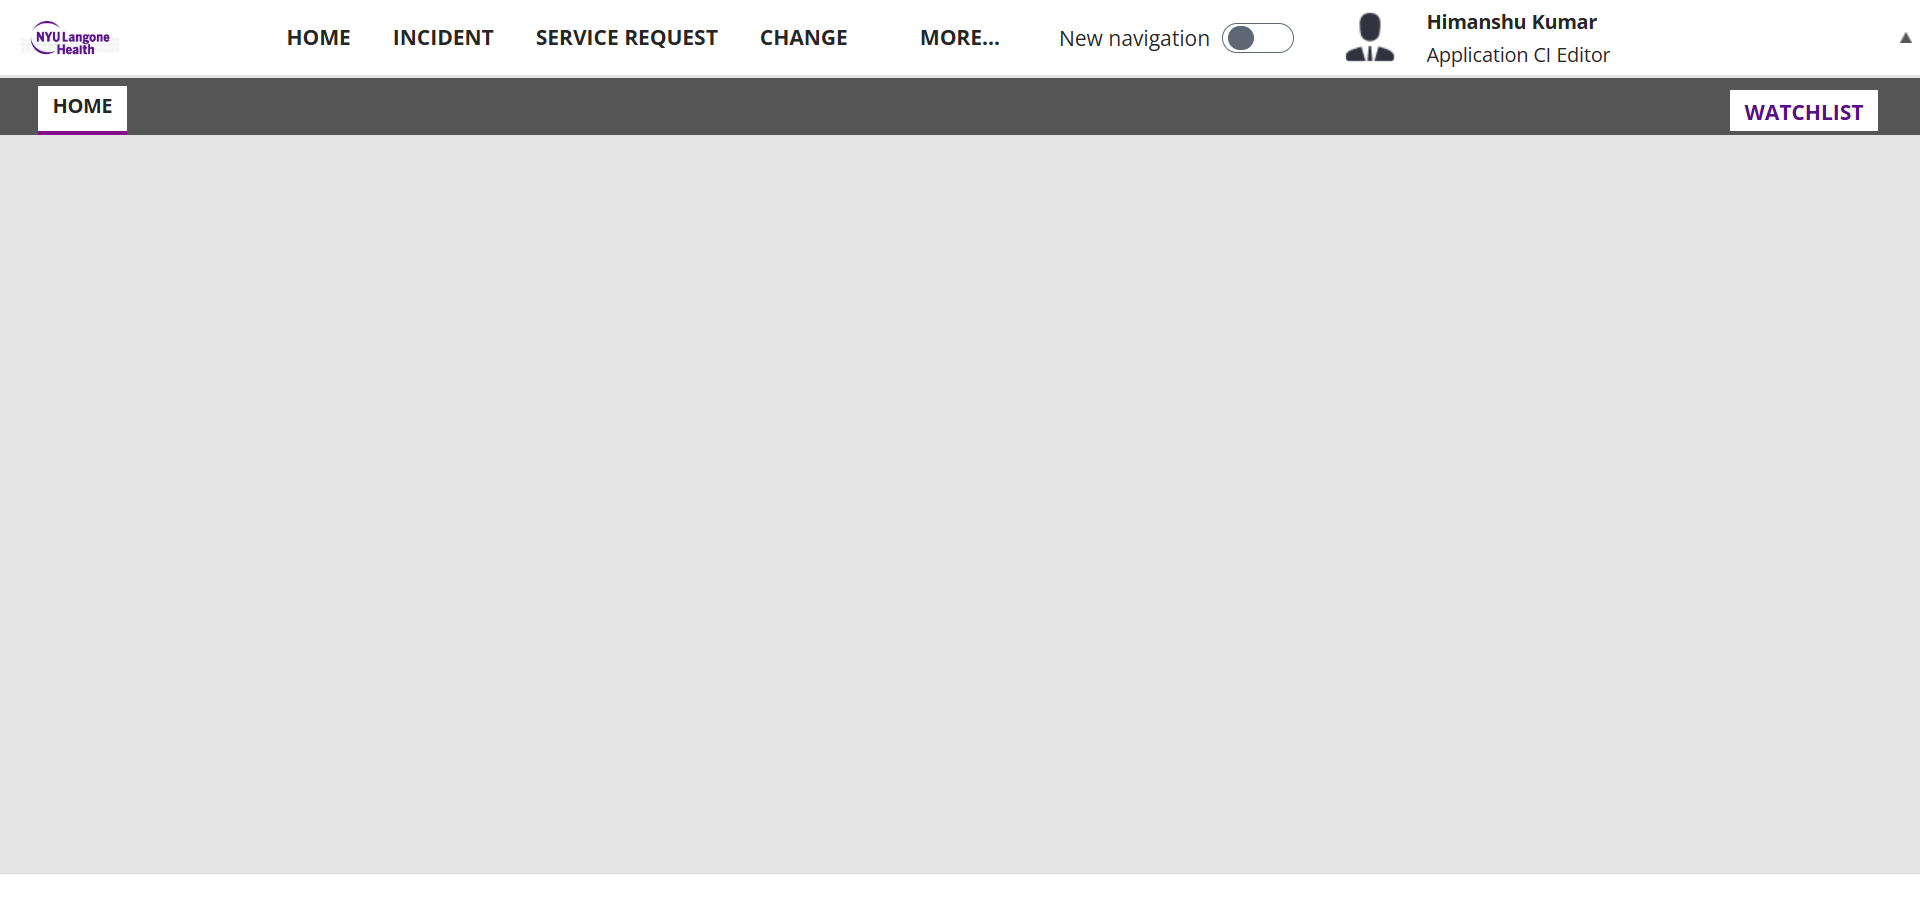 NYU Langone
Health
HOME
INCIDENT
SERVICE REQUEST
CHANGE
MORE...
New navigation
Himanshu Kumar
Application CI Editor
HOME
WATCHLIST